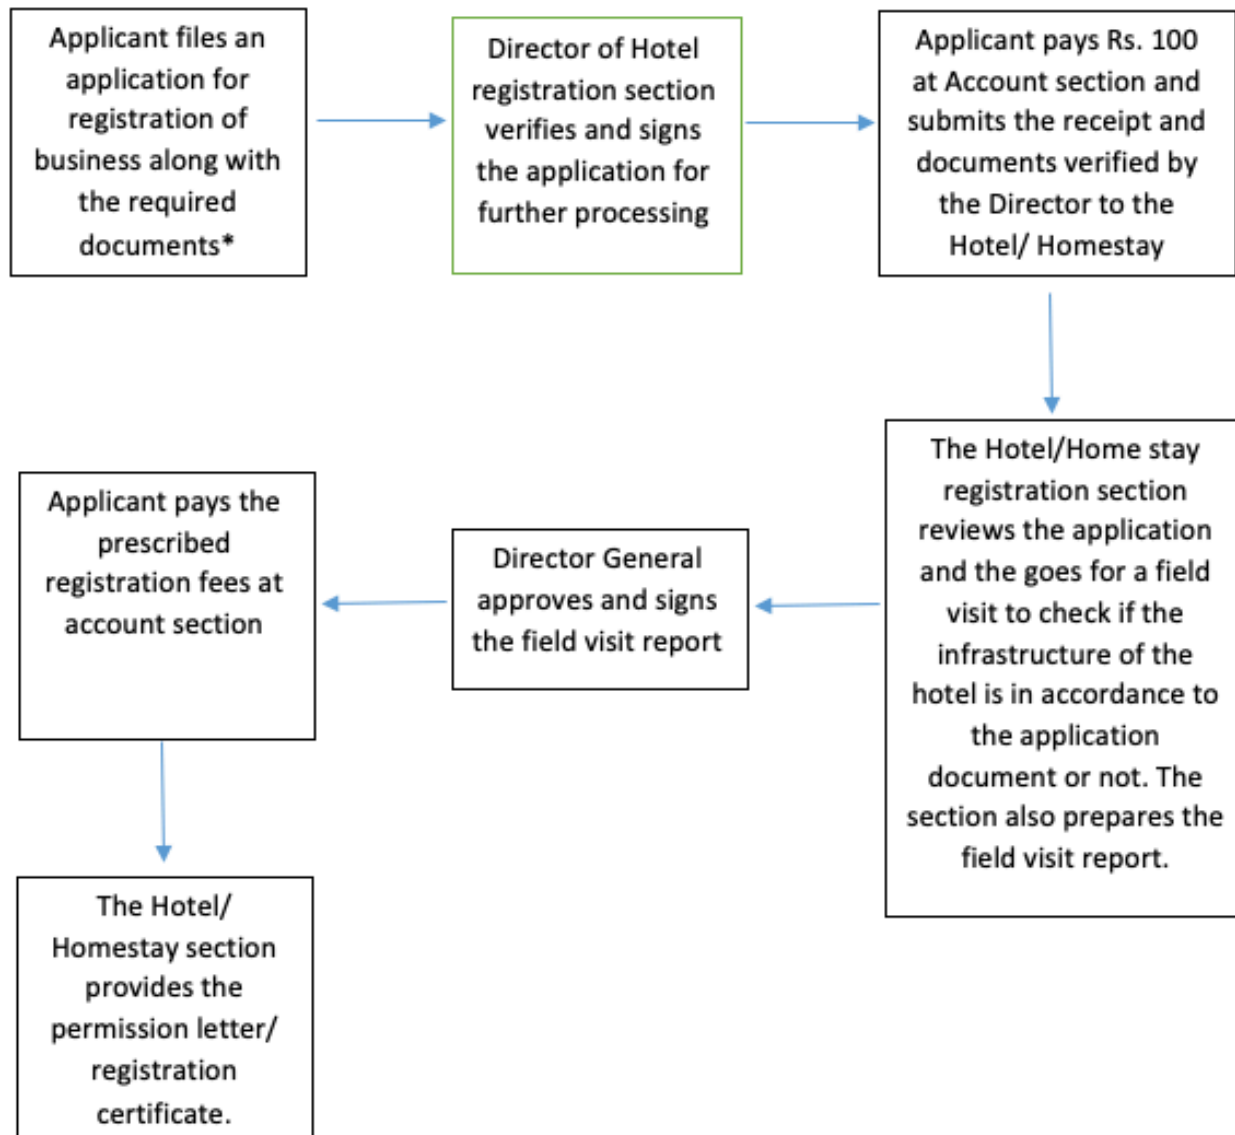 Applicant files an
application for
registration of
business along with
the required
documents*
Director of Hotel
registration section
verifies and signs
the application for
further processing
Applicant pays Rs. 100
at Account section and
submits the receipt and
documents verified by
the Director to the
Hotel/ Homestay
The Hotel/Home stay
registration section
reviews the application
and the goes for a field
visit to check if the
infrastructure of the
hotel is in accordance to
the application
document or not. The
section also prepares the
field visit report.
Director General
approves and signs
the field visit report
Applicant pays the
prescribed
registration fees at
account section
The Hotel/
Homestay section
provides the
permission letter/
registration
certificate.